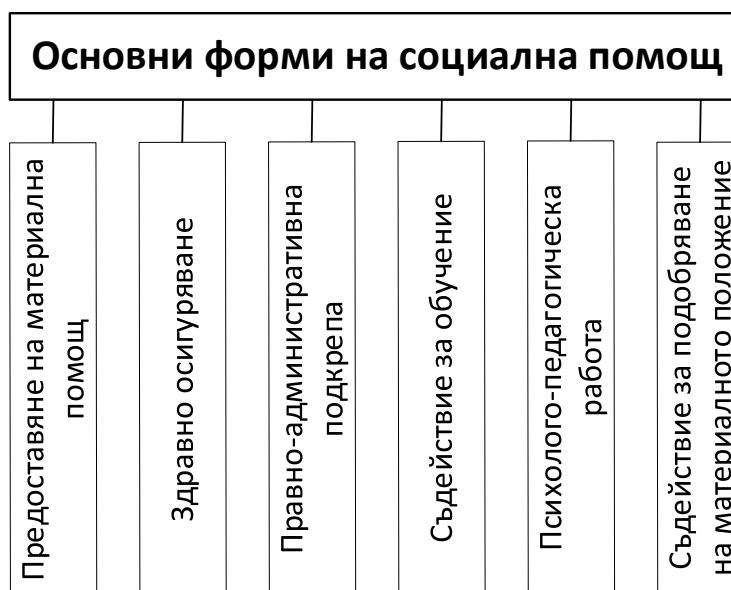 Основни форми на социална помощ
Предоставяне на материална
помощ
Здравно осигуряване
Правно-административна
подкрепа
Съдействие за обучение
Психолого-педагогическа
работа
Съдействие за подобряване
на материалното положение